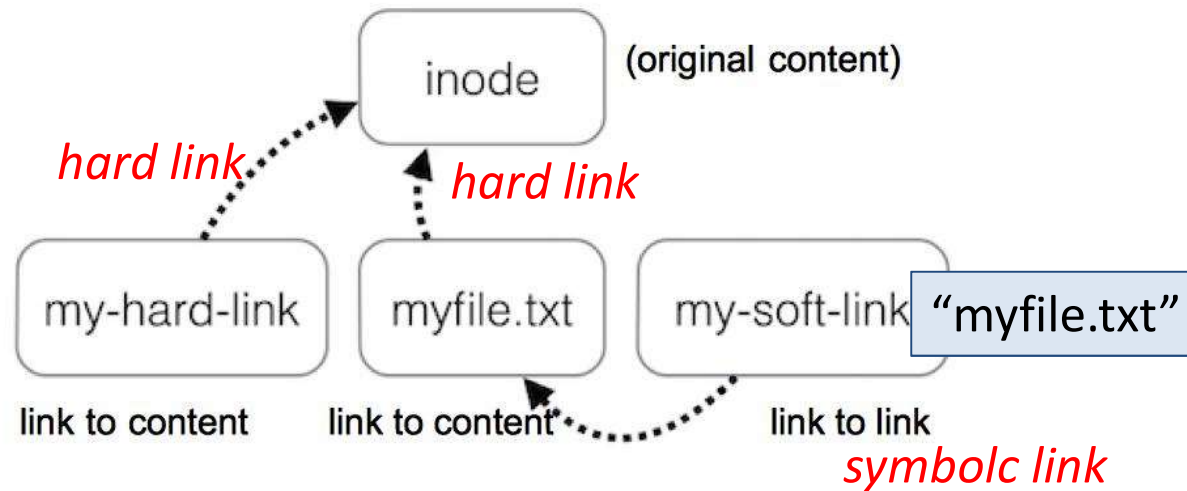 inode
(original content)
hard link
hard link
my-hard-link
myfile.txt
my-soft-link
“myfile.txt”
link to content
link to content
link to link
symbolc link